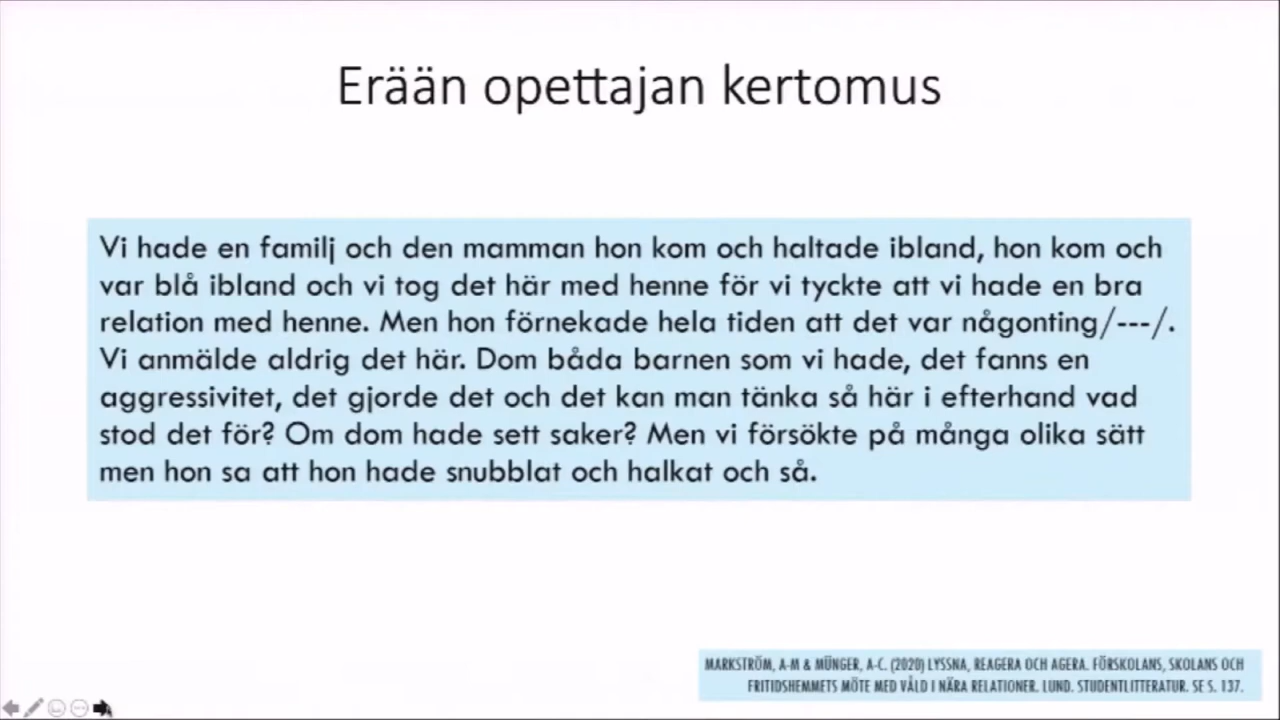 Erään opettajan kertomus
Vi hade en familj och den mamman hon kom och haltade ibland, hon kom och
var blå ibland och vi tog det här med henne för vi tyckte att vi hade en bra
relation med henne. Men hon förnekade hela tiden att det var någonting/---/.
Vi anmälde aldrig det här. Dom båda barnen som vi hade, det fanns en
aggressivitet, det gjorde det och det kan man tänka så här i efterhand vad
stod det för? Om dom hade sett saker? Men vi försökte på många olika sätt
men hon sa att hon hade snubblat och halkat och så.
MARKSTRÖM, A-M & MÜNGER, A-C. (2020) LYSSNA, REAGERA OCH AGERA. FÖRSKOLANS, SKOLANS OCH
FRITIDSHEMMETS MÖTE MED VÅLD I NÄRA RELATIONER. LUND. STUDENTLITTERATUR. SE S. 137.